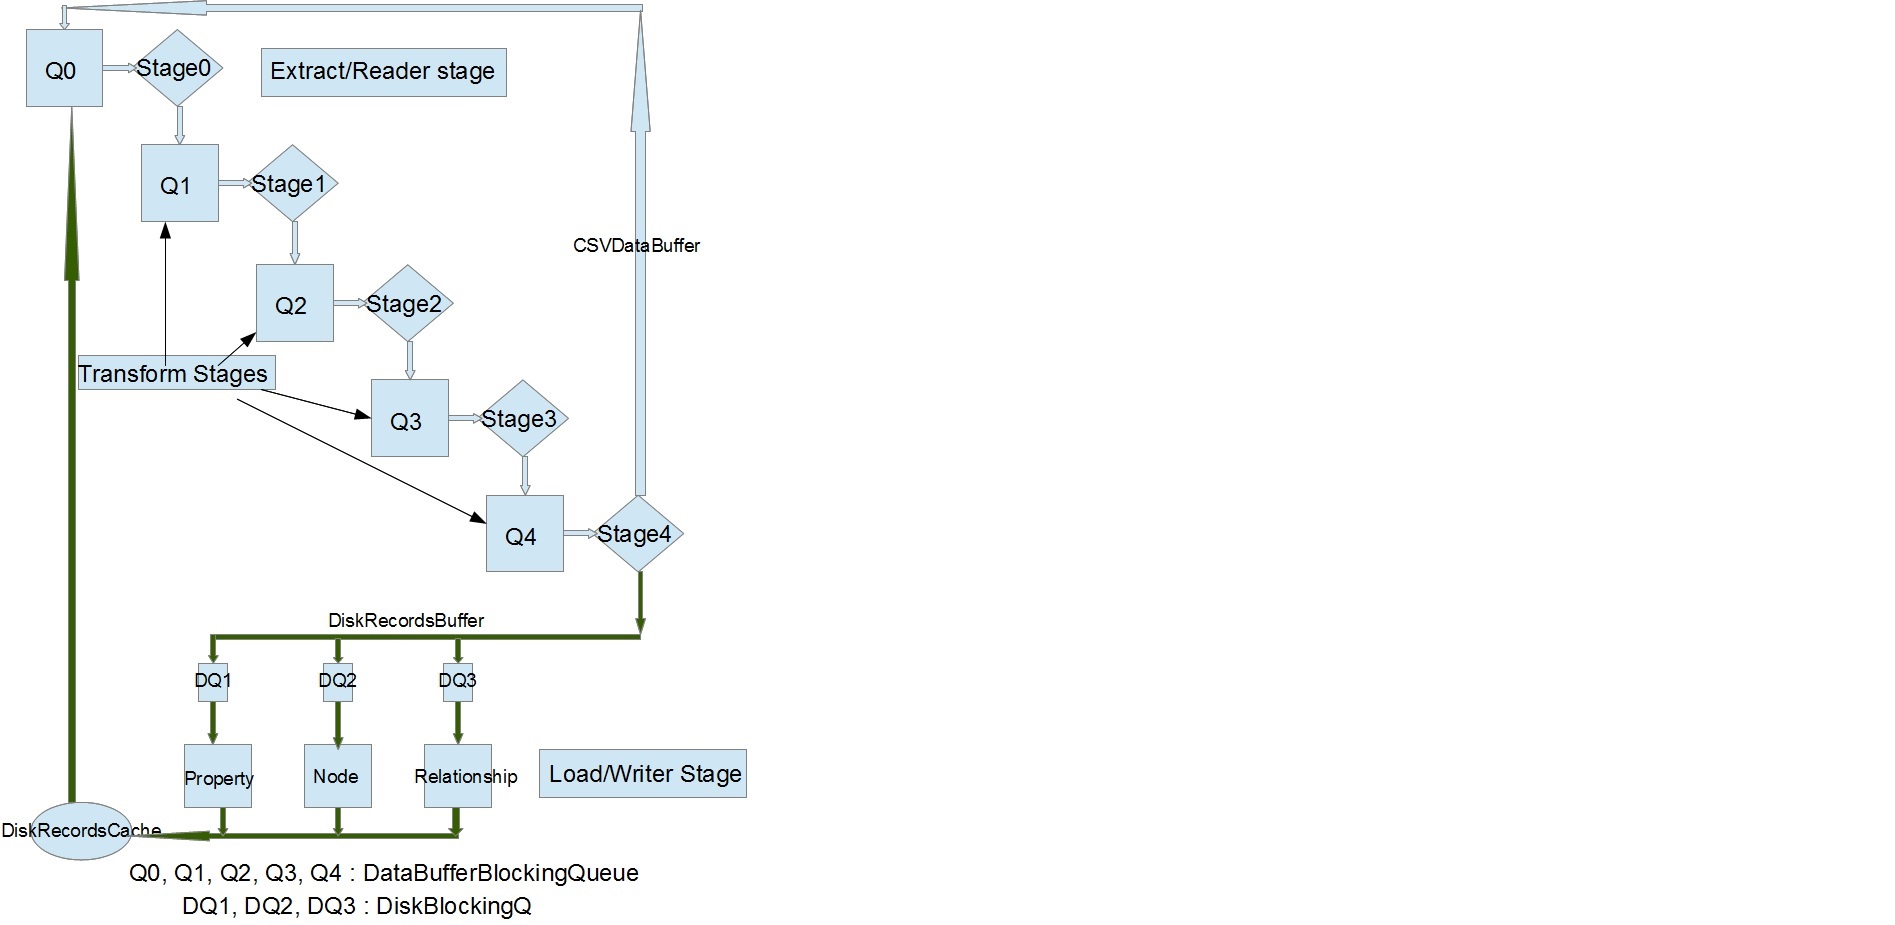 Q0
Stage0
Extract/Reader stage
Q1
Stage1
CSVDataBuffer
Q2
Stage2
Transform Stages
Q3
Stage3
Q4
Stage4
DiskRecordsBuffer
DQ1
DQ2
DQ3
Property
Node
Relationship
Load/Writer Stage
DiskRecordsCache
Q0, Q1, Q2, Q3, Q4 : DataBufferBlockingQueue
DQ1, DQ2, DQ3 : DiskBlockingQ